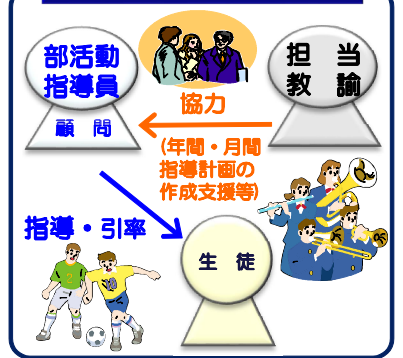 部活動
指導員
顧問
担当
教諭
協力
(年間・月間
指導計画の
作成支援等)
指導・引率
生徒